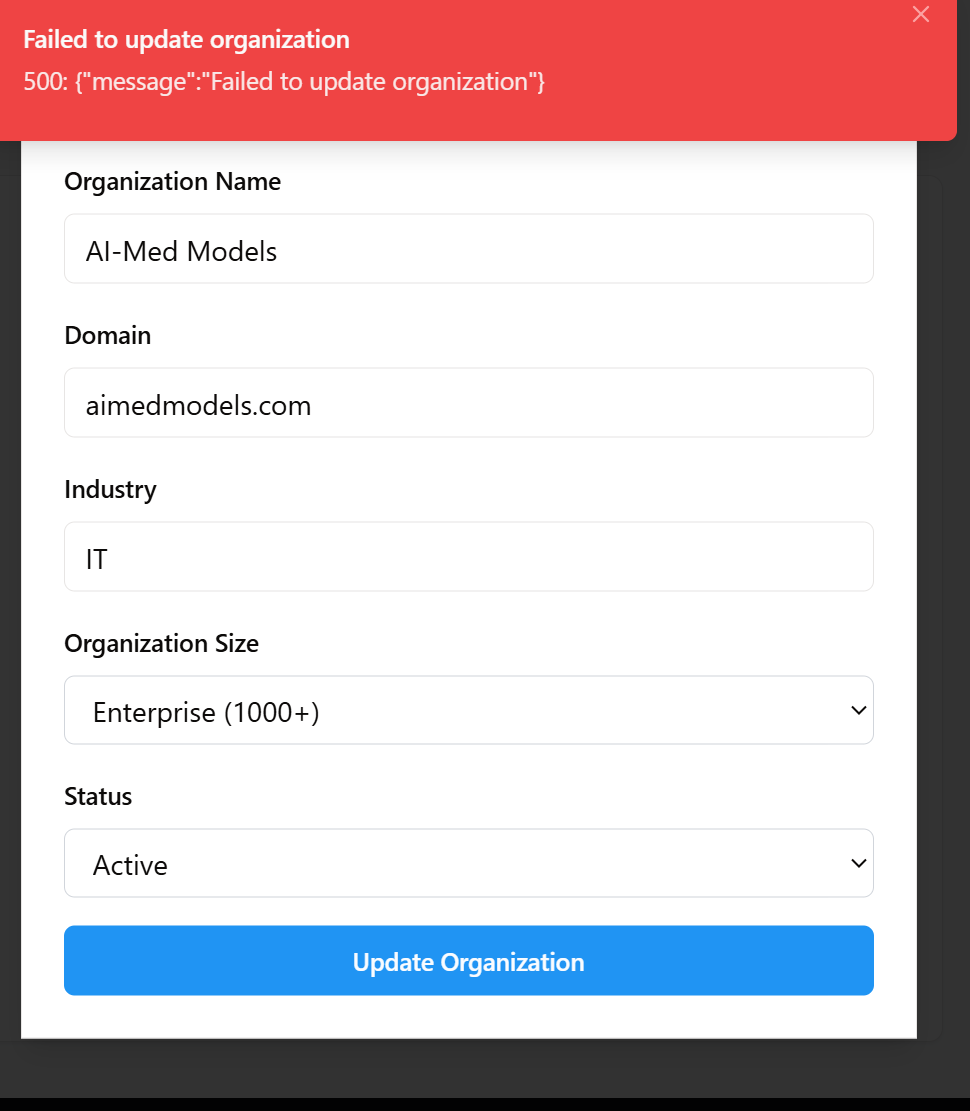 Failed to update organization
500: {"message":"Failed to update organization"}
Organization Name
AI-Med Models
Domain
aimedmodels.com
Industry
IT
Organization Size
Enterprise (1000+)
Status
Active
Update Organization